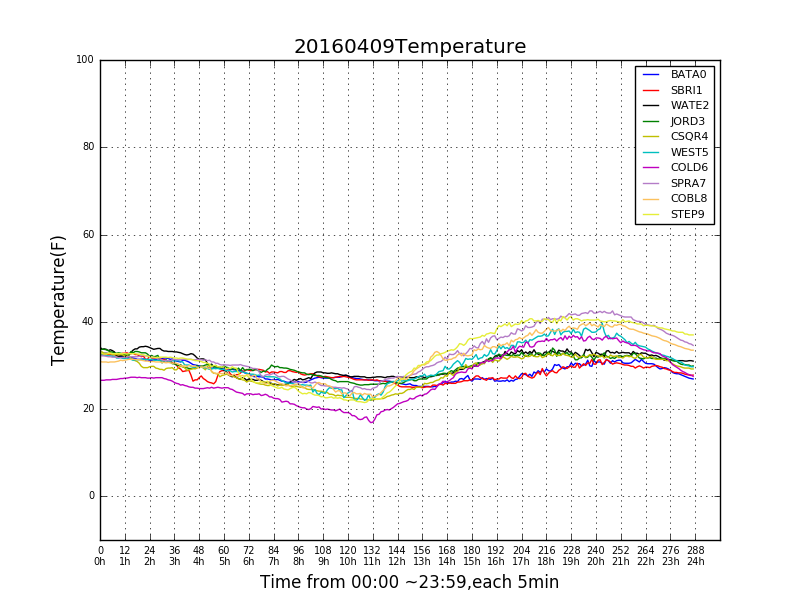 20160409Temperature
100
80
60
40
20
0
Temperature(F)
BATA0
SBRI1
WATE2
JORD3
CSQR4
WEST5
COLD6
SPRA7
COBL8
STEP9
0 12 24 36 48 60 72 84 96 108 120 132 144 156 168 180 192 204 216 228 240 252 264 276 288
0h 1h 2h 3h 4h 5h 6h 7h 8h 9h 10h 11h 12h 13h 14h 15h 16h 17h 18h 19h 20h 21h 22h 23h 24h
Time from 00:00 ~23:59,each 5min